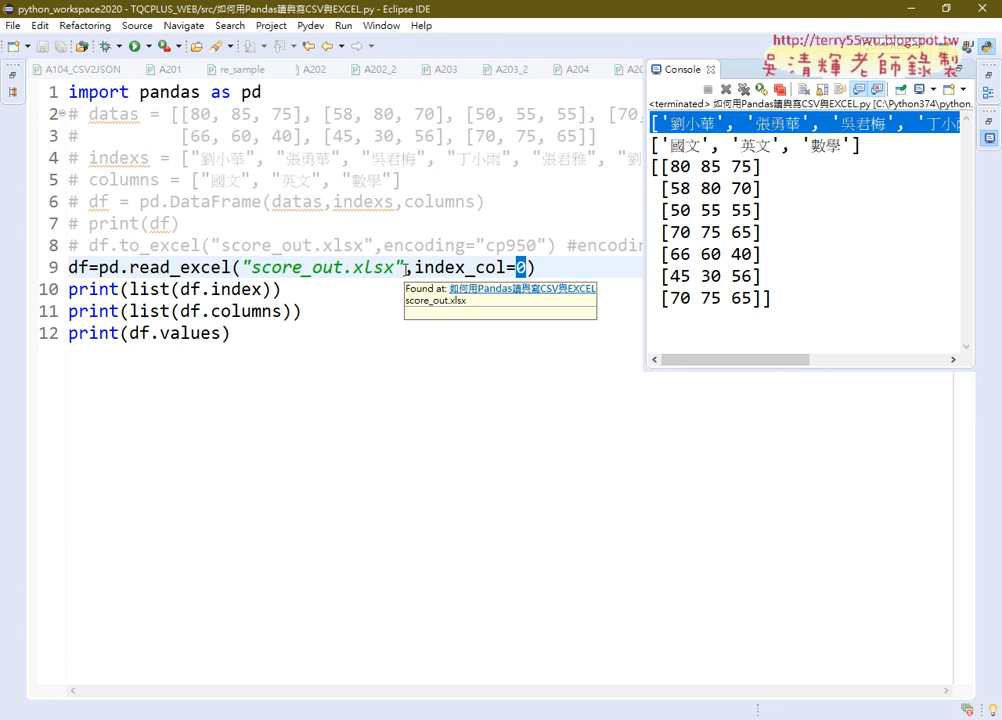 python_workspace2020 - TQCPLUS_WEB/src/如何用Pandas讀與寫CSV與EXCEL.py - Eclipse IDE
File Edit Refactoring Source Navigate Search Project Pydev Run Window Help
http://terry55wu.blogspot.tw
吳清輝老師錄製
A104_CSV2JSON A201 re_sample A202 A202_2 A203 A203_2 A204 A20
Console
<terminated> 如何用Pandas讀與寫CSV與EXCEL.py [C:\Python374\python.
1 import pandas as pd
2 # datas = [[80, 85, 75], [58, 80, 70], [50, 55, 55], [70,
3 #          [66, 60, 40], [45, 30, 56], [70, 75, 65]]
4 # indexs = ["劉小華", "張勇華", "吳君梅", "丁小雨", "張君雅", "劉
5 # columns = ["國文", "英文", "數學"]
6 # df = pd.DataFrame(datas,indexs,columns)
7 # print(df)
8 # df.to_excel("score_out.xlsx",encoding="cp950") #encodin
9 df=pd.read_excel("score_out.xlsx",index_col=0)
10 print(list(df.index))
11 print(list(df.columns))
12 print(df.values)
Found at: 如何用Pandas讀與寫CSV與EXCEL
score_out.xlsx
['劉小華', '張勇華', '吳君梅', '丁小雨
['國文', '英文', '數學']
[[80 85 75]
[58 80 70]
[50 55 55]
[70 75 65]
[66 60 40]
[45 30 56]
[70 75 65]]